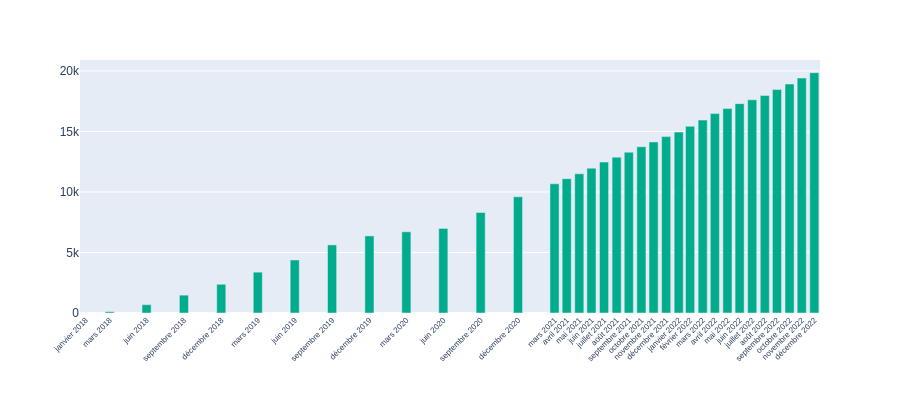 20k
15k
10k
5k
0
janvier 2018
mars 2018
juin 2018
septembre 2018
décembre 2018
mars 2019
juin 2019
septembre 2019
décembre 2019
mars 2020
juin 2020
septembre 2020
décembre 2020
mars 2021
avril 2021
mai 2021
juin 2021
juillet 2021
août 2021
septembre 2021
octobre 2021
novembre 2021
décembre 2021
janvier 2022
février 2022
mars 2022
avril 2022
mai 2022
juin 2022
juillet 2022
août 2022
septembre 2022
octobre 2022
novembre 2022
décembre 2022